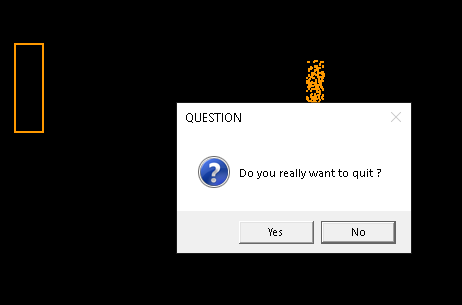 QUESTION
Do you really want to quit ?
Yes
No